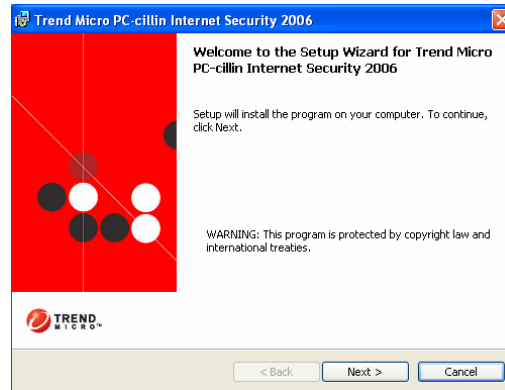 Trend Micro PC-cillin Internet Security 2006
Welcome to the Setup Wizard for Trend Micro
PC-cillin Internet Security 2006
Setup will install the program on your computer. To continue,
click Next.
WARNING: This program is protected by copyright law and
international treaties.
TREND
MICRO™
< Back
Next >
Cancel